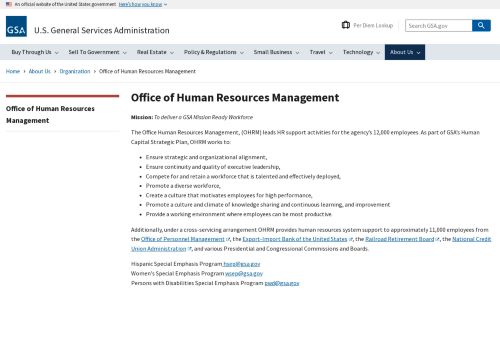 An official website of the United States government Here's how you know
GSA
U.S. General Services Administration
Per Diem Lookup
Search GSA.gov
Buy Through Us
Sell To Government
Real Estate
Policy & Regulations
Small Business
Travel
Technology
About Us
Home › About Us › Organization › Office of Human Resources Management
Office of Human Resources
Management
Office of Human Resources Management
Mission: To deliver a GSA Mission Ready Workforce
The Office Human Resources Management, (OHRM) leads HR support activities for the agency's 12,000 employees. As part of GSA's Human
Capital Strategic Plan, OHRM works to:
• Ensure strategic and organizational alignment,
• Ensure continuity and quality of executive leadership,
• Compete for and retain a workforce that is talented and effectively deployed,
• Promote a diverse workforce,
• Create a culture that motivates employees for high performance,
• Promote a culture and climate of knowledge sharing and continuous learning, and improvement
• Provide a working environment where employees can be most productive.
Additionally, under a cross-servicing arrangement OHRM provides human resources system support to approximately 11,000 employees from
the Office of Personnel Management, the Export–Import Bank of the United States, the Railroad Retirement Board, the National Credit
Union Administration, and various Presidential and Congressional Commissions and Boards.
Hispanic Special Emphasis Program hsep@gsa.gov
Women's Special Emphasis Program wsep@gsa.gov
Persons with Disabilities Special Emphasis Program pwd@gsa.gov